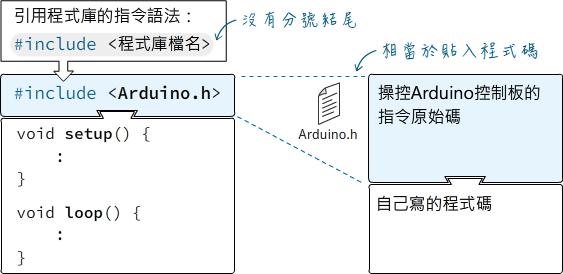 引用程式庫的指令語法：
#include <程式庫檔名>
沒有分號結尾
相當於貼入程式碼
#include <Arduino.h>
void setup() {
:
}
void loop() {
:
}
Arduino.h
操控Arduino控制板的
指令原始碼
自己寫的程式碼